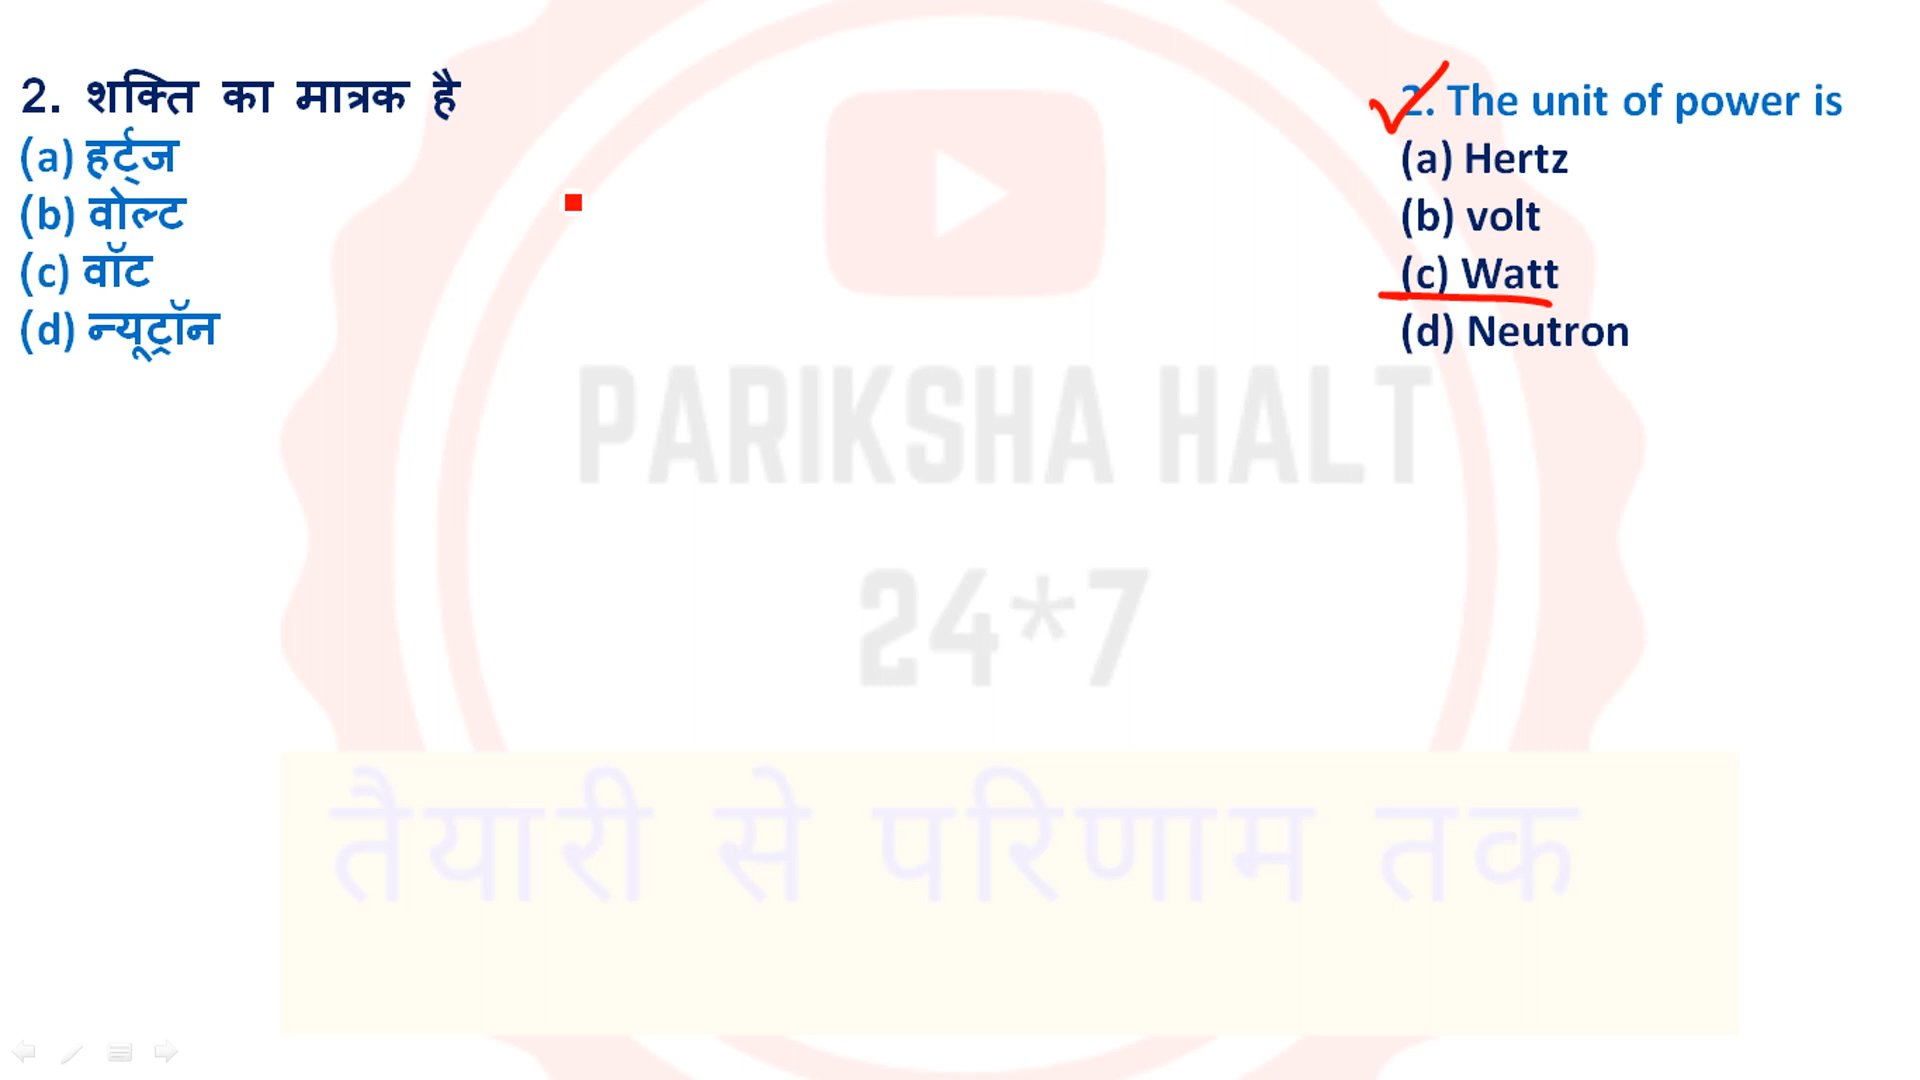 2. शक्ति का मात्रक है
(a) हर्ट्ज
(b) वोल्ट
(c) वॉट
(d) न्यूट्रॉन
2. The unit of power is
(a) Hertz
(b) volt
(c) Watt
(d) Neutron
PARIKSHA HALT
24*7
तैयारी से परिणाम तक